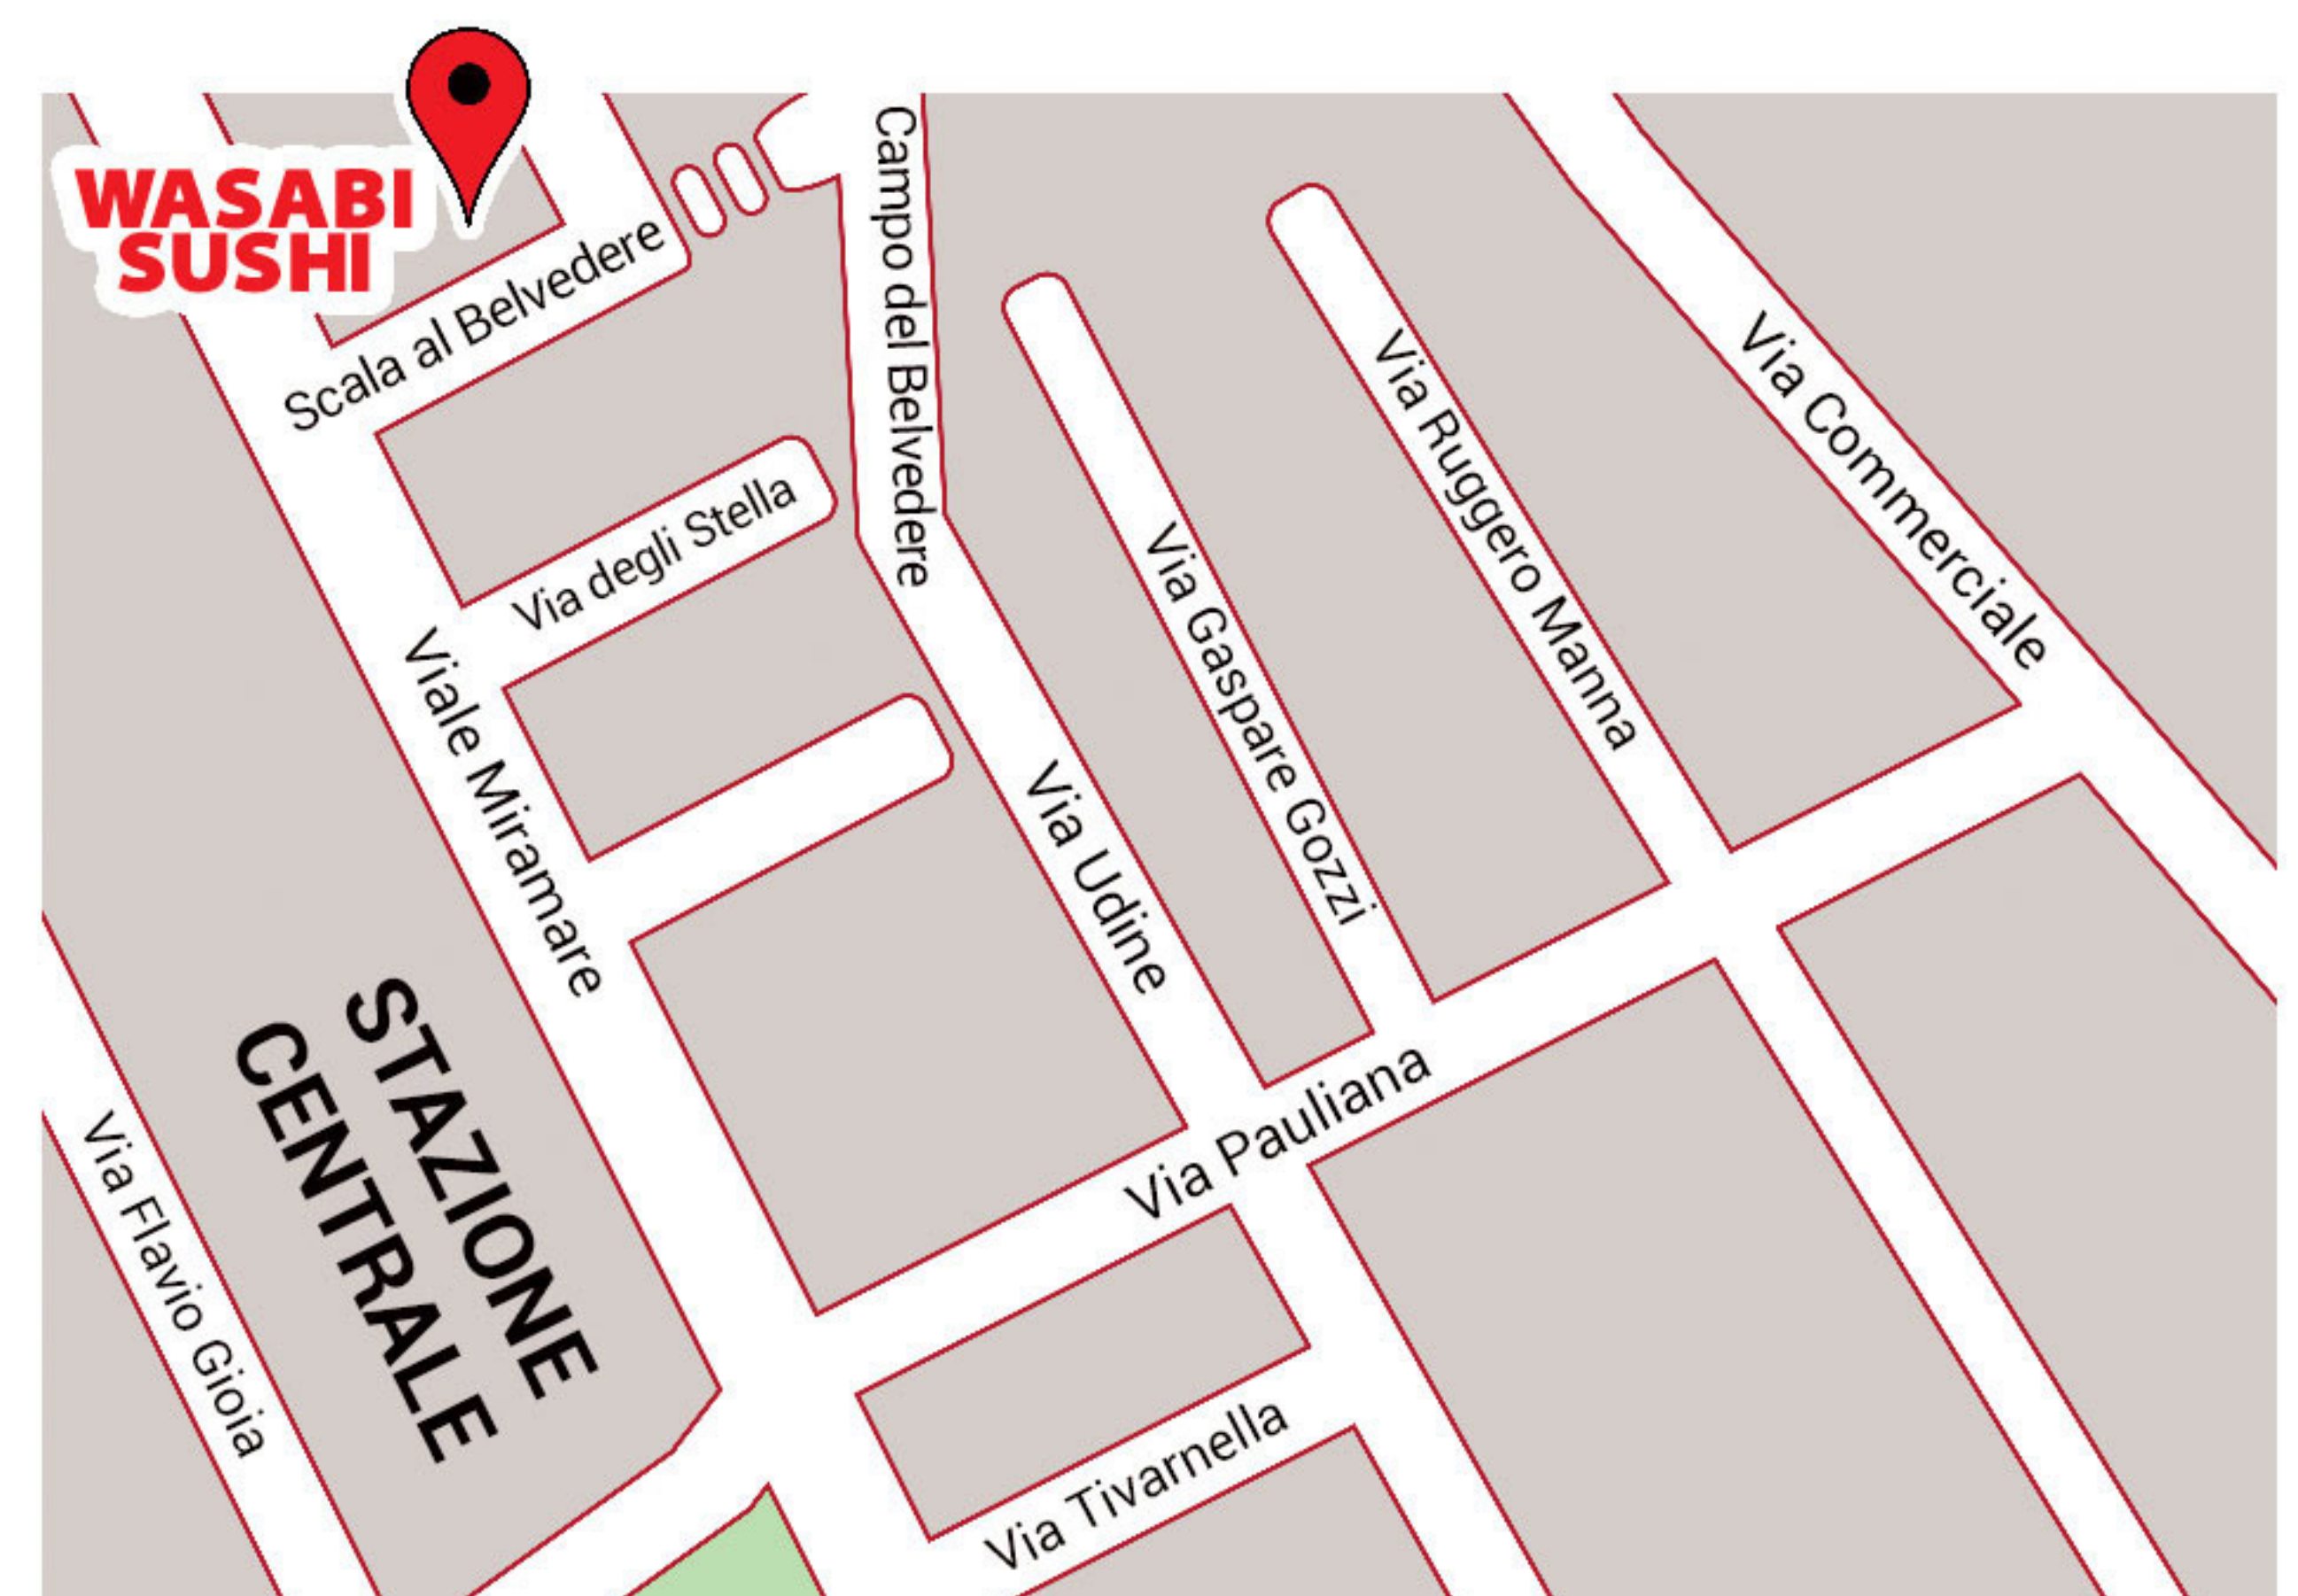 WASABI
SUSHI
Scala al Belvedere
Campo del Belvedere
Via degli Stella
Viale Miramare
Via Udine
Via Gaspare Gozzi
Via Ruggero Manna
Via Commerciale
STAZIONE
CENTRALE
Via Flavio Gioia
Via Pauliana
Via Tivarnella